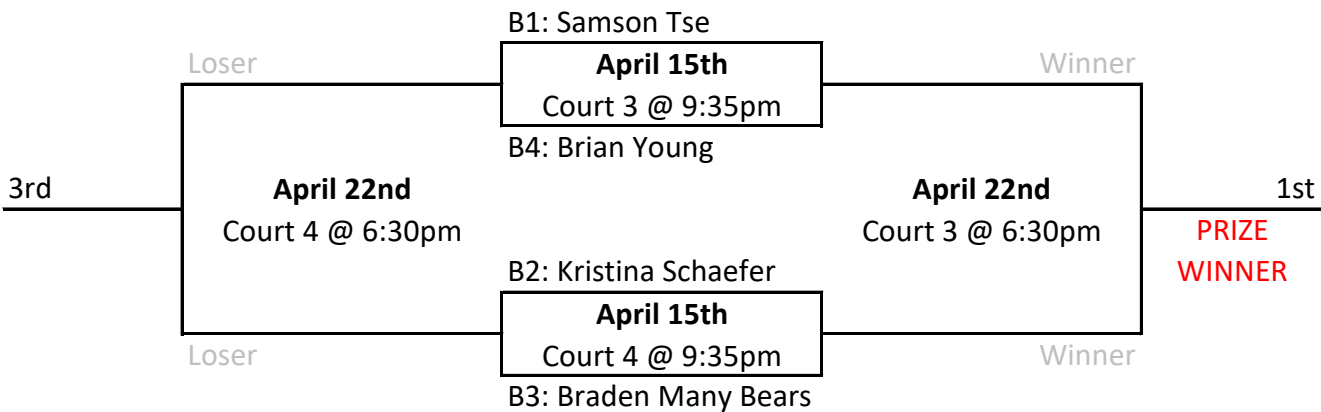 B1: Samson Tse
Loser
April 15th
Winner
Court 3 @ 9:35pm
B4: Brian Young
3rd
April 22nd
April 22nd
1st
Court 4 @ 6:30pm
Court 3 @ 6:30pm
PRIZE
WINNER
B2: Kristina Schaefer
April 15th
Loser
Court 4 @ 9:35pm
Winner
B3: Braden Many Bears